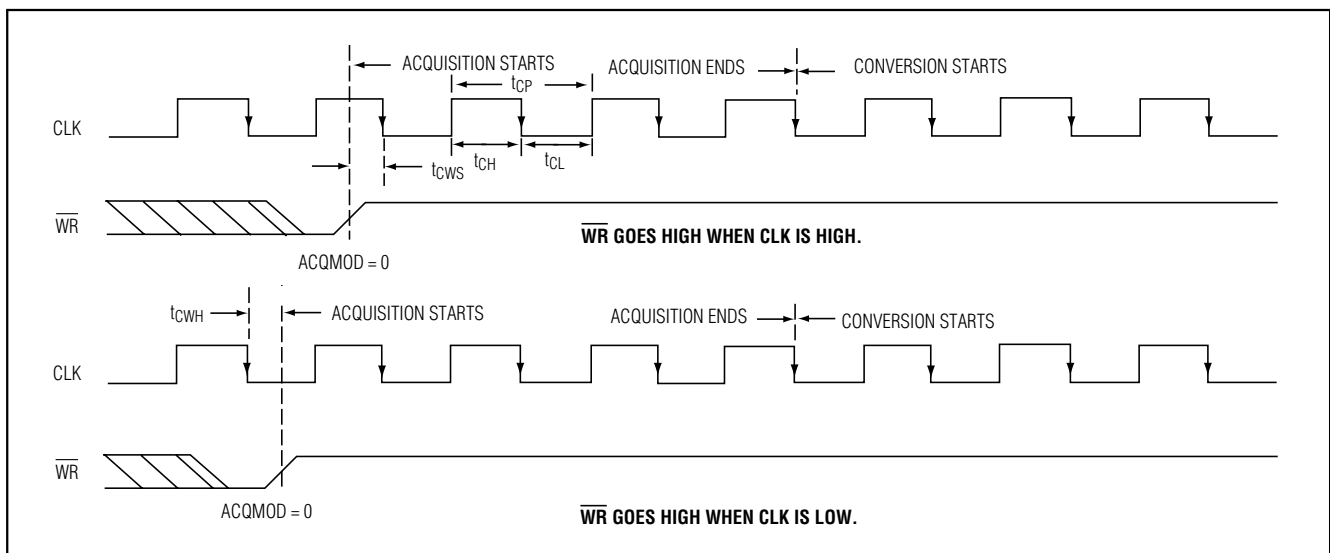 ACQUISITION STARTS
ACQUISITION ENDS
CONVERSION STARTS
tCP
CLK
tCWS
tCH
tCL
WR
WR GOES HIGH WHEN CLK IS HIGH.
ACQMOD = 0
tCWH
ACQUISITION STARTS
ACQUISITION ENDS
CONVERSION STARTS
CLK
WR
ACQMOD = 0
WR GOES HIGH WHEN CLK IS LOW.